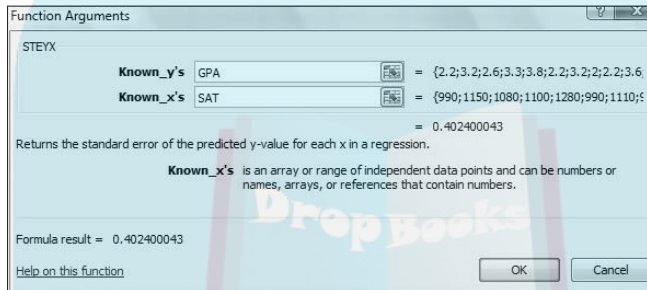 Function Arguments
STEYX
Known_y's GPA = {2.2;3.2;2.6;3.3;3.8;2.2;3.2;2;2.2;3.6;
Known_x's SAT = {990;1150;1080;1100;1280;990;1110;9
= 0.402400043
Returns the standard error of the predicted y-value for each x in a regression.
Known_x's is an array or range of independent data points and can be numbers or
names, arrays, or references that contain numbers.
Drop Books
Formula result = 0.402400043
Help on this function OK Cancel